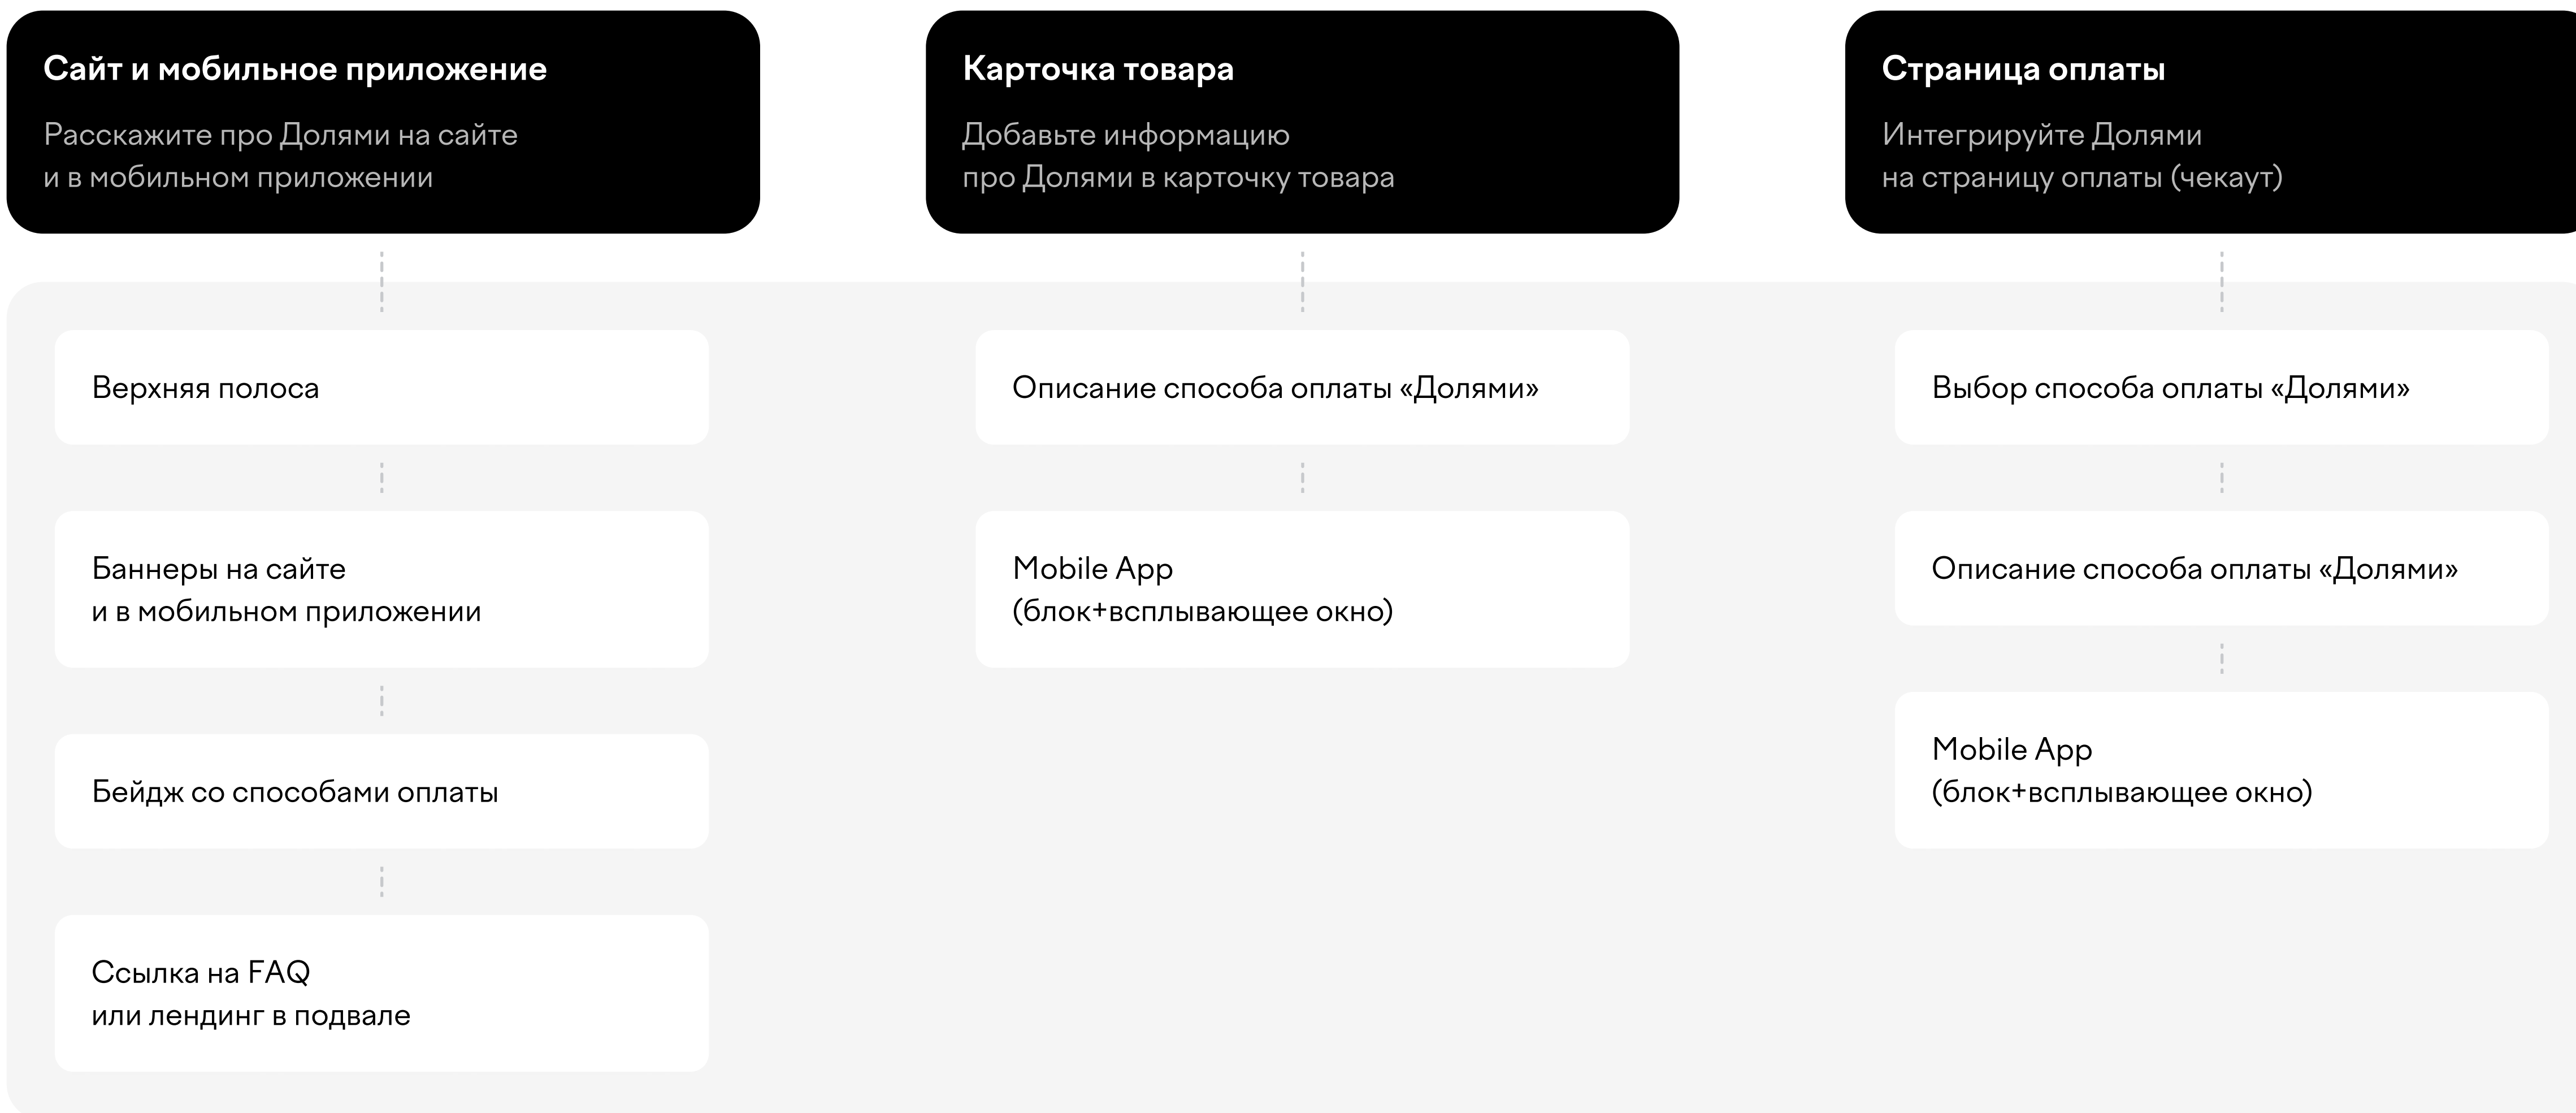 Сайт и мобильное приложение
Расскажите про Долями на сайте
и в мобильном приложении
Верхняя полоса
Баннеры на сайте
и в мобильном приложении
Бейдж со способами оплаты
Ссылка на FAQ
или лендинг в подвале
Карточка товара
Добавьте информацию
про Долями в карточку товара
Описание способа оплаты «Долями»
Mobile App
(блок+всплывающее окно)
Страница оплаты
Интегрируйте Долями
на страницу оплаты (чекаут)
Выбор способа оплаты «Долями»
Описание способа оплаты «Долями»
Mobile App
(блок+всплывающее окно)